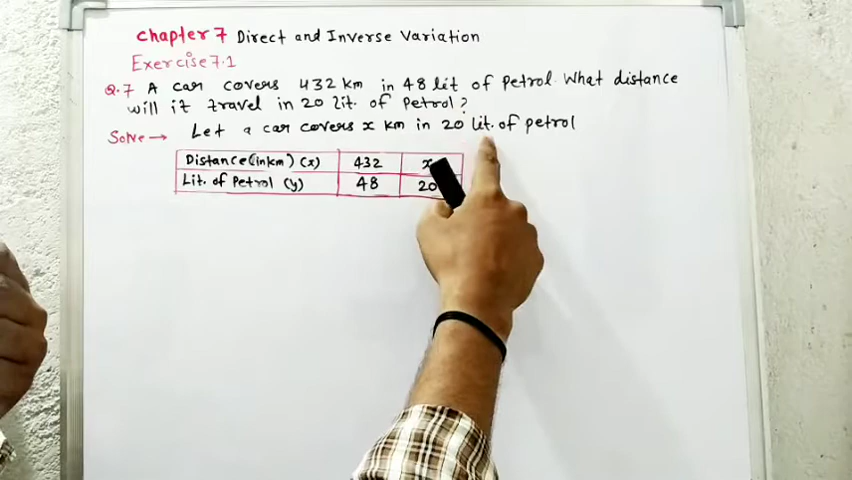 Chapter 7 Direct and Inverse Variation
Exercise 7.1
Q.7 A car covers 432 km in 48 lit of Petrol. What distance
will it travel in 20 lit. of Petrol?
Solve → Let a car covers x km in 20 lit. of petrol
Distance (in km) (x) 432 x
Lit. of Petrol (y) 48 20